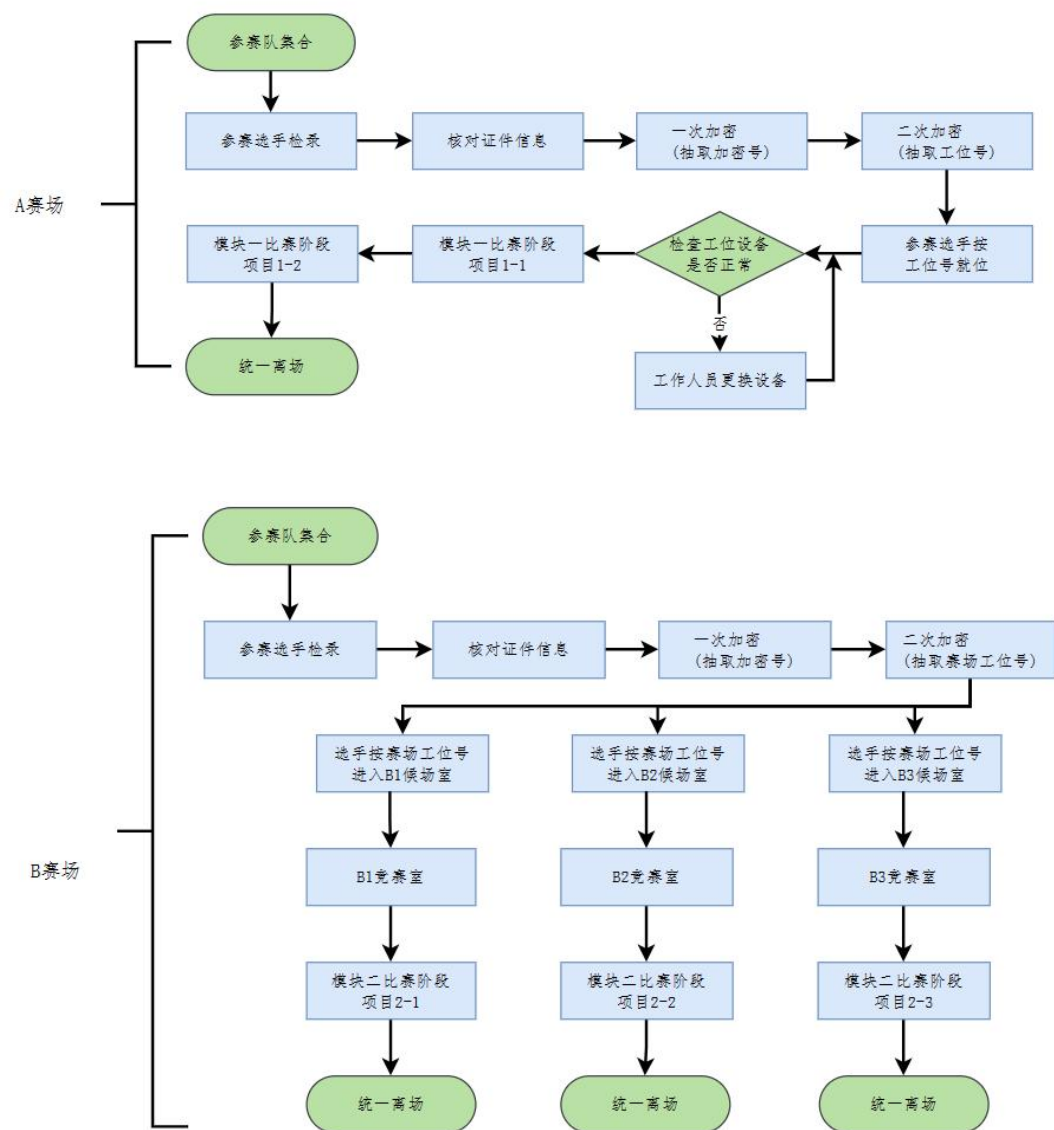 参赛队集合
参赛选手检录
核对证件信息
一次加密
(抽取加密号)
二次加密
(抽取工位号)
A赛场
模块一比赛阶段
项目1-2
模块一比赛阶段
项目1-1
检查工位设备
是否正常
参赛选手按
工位号就位
否
统一离场
工作人员更换设备
参赛队集合
参赛选手检录
核对证件信息
一次加密
(抽取加密号)
二次加密
(抽取赛场工位号)
选手按赛场工位号
进入B1候场室
选手按赛场工位号
进入B2候场室
选手按赛场工位号
进入B3候场室
B赛场
B1竞赛室
B2竞赛室
B3竞赛室
模块二比赛阶段
项目2-1
模块二比赛阶段
项目2-2
模块二比赛阶段
项目2-3
统一离场
统一离场
统一离场